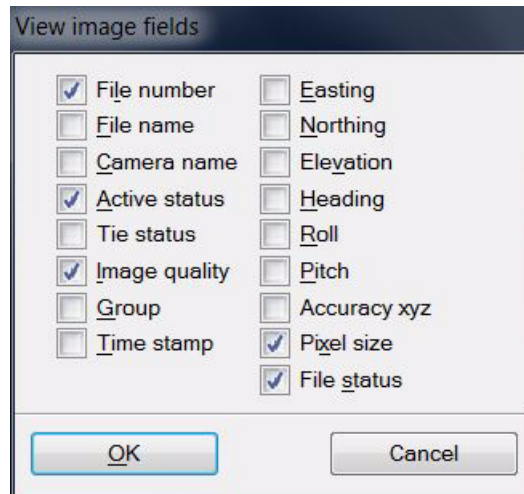 View image fields
File number
File name
Camera name
Active status
Tie status
Image quality
Group
Time stamp
Easting
Northing
Elevation
Heading
Roll
Pitch
Accuracy xyz
Pixel size
File status
OK
Cancel